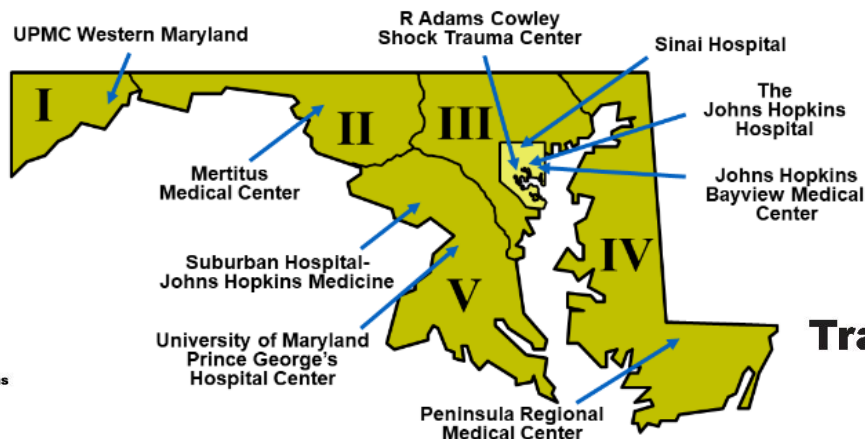 UPMC Western Maryland
R Adams Cowley
Shock Trauma Center
Sinai Hospital
The
Johns Hopkins
Hospital
Johns Hopkins
Bayview Medical
Center
I
II
III
IV
V
Mertitus
Medical Center
Suburban Hospital-
Johns Hopkins Medicine
University of Maryland
Prince George's
Hospital Center
Peninsula Regional
Medical Center
Tra